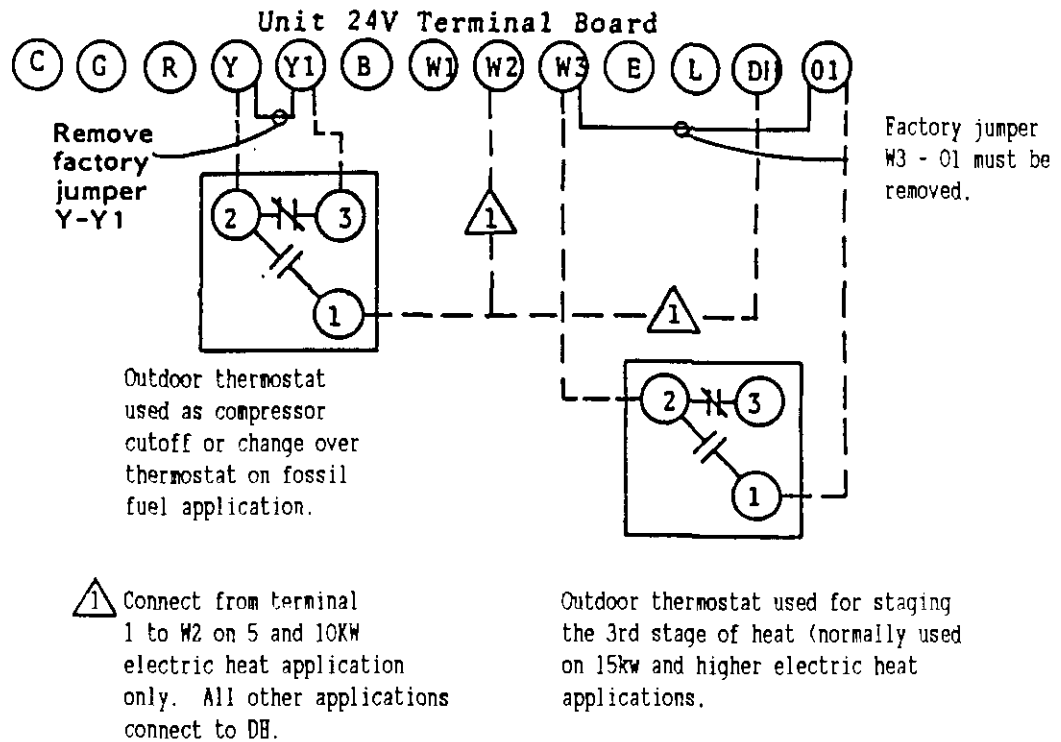 Unit 24V Terminal Board
C G R Y Y1 B W1 W2 W3 E L DH O1
Remove
factory
jumper
Y-Y1
Factory jumper
W3 - O1 must be
removed.
2 3
1
1
1
2 3
1
Outdoor thermostat
used as compressor
cutoff or change over
thermostat on fossil
fuel application.
1 Connect from terminal
1 to W2 on 5 and 10KW
electric heat application
only. All other applications
connect to DH.
Outdoor thermostat used for staging
the 3rd stage of heat (normally used
on 15kw and higher electric heat
applications.